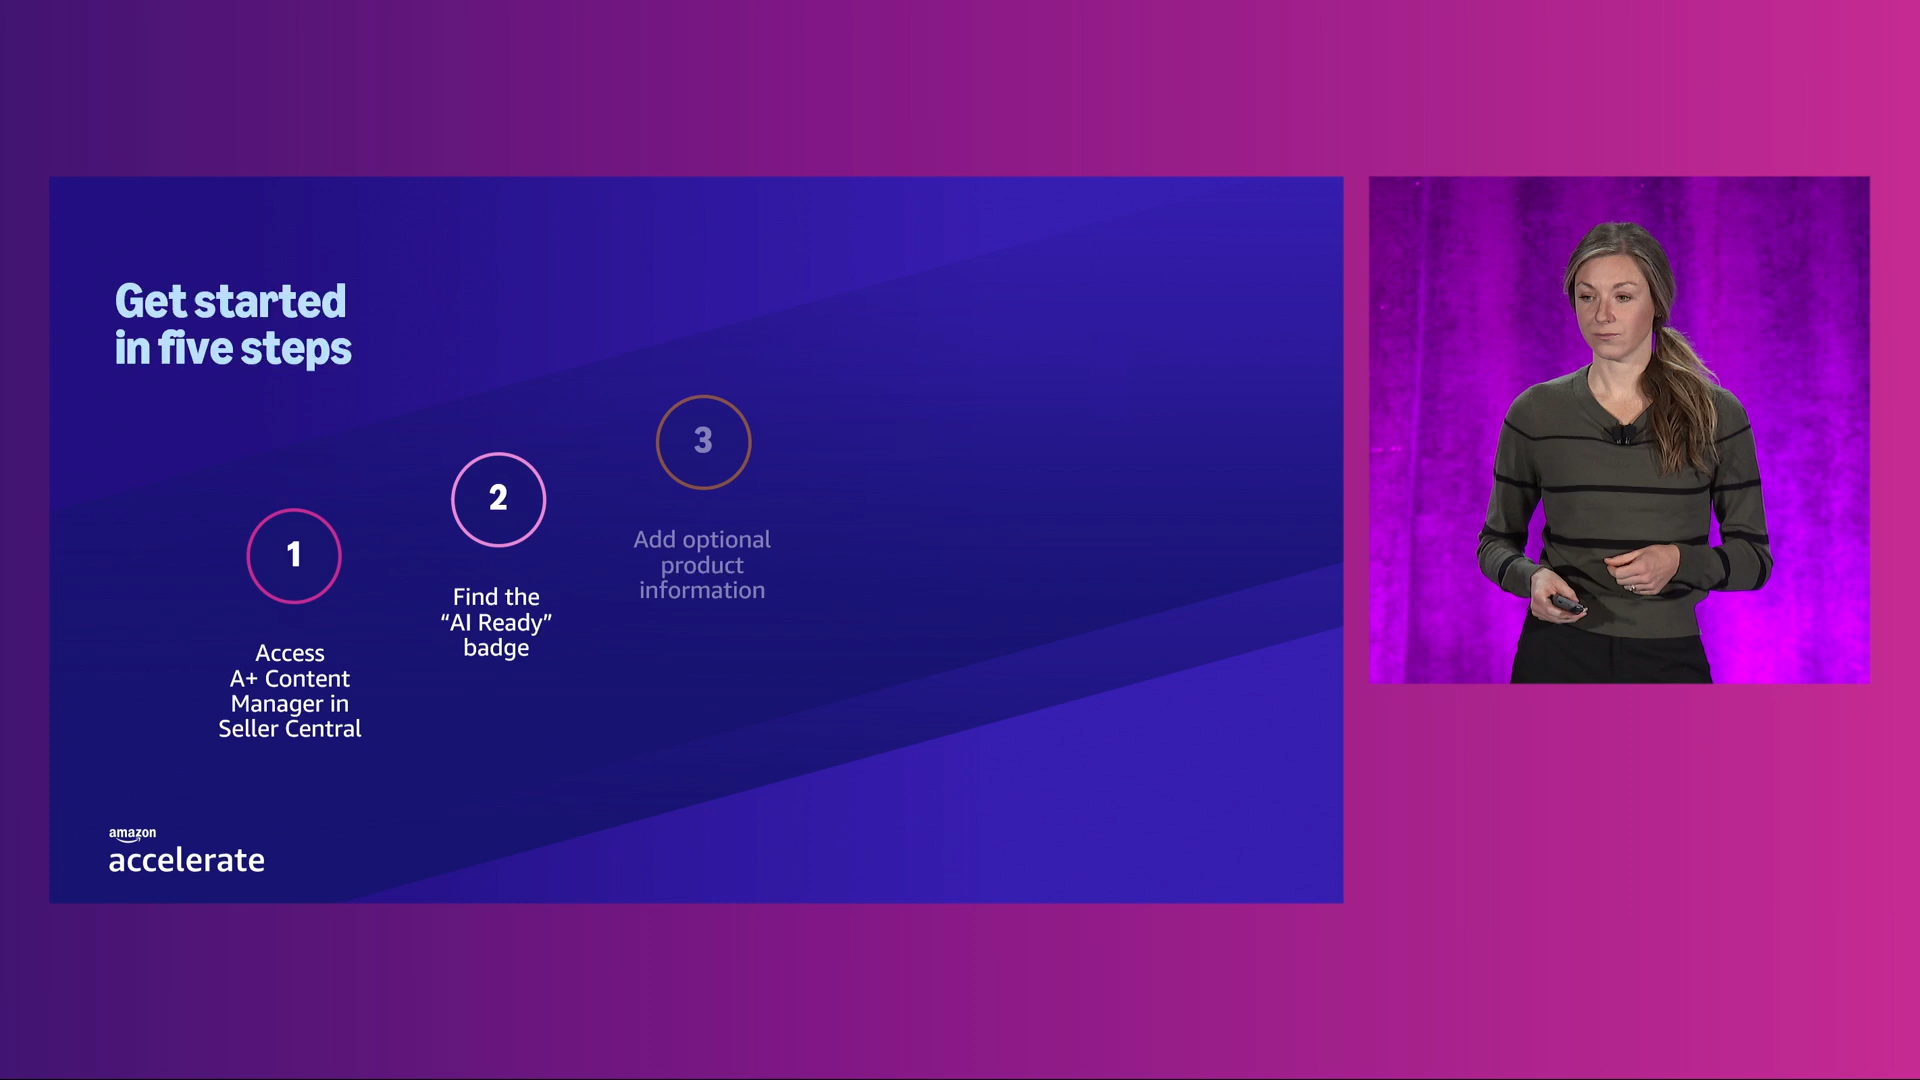 Get started
in five steps
1
Access
A+ Content
Manager in
Seller Central
2
Find the
“AI Ready”
badge
3
Add optional
product
information
amazon
accelerate